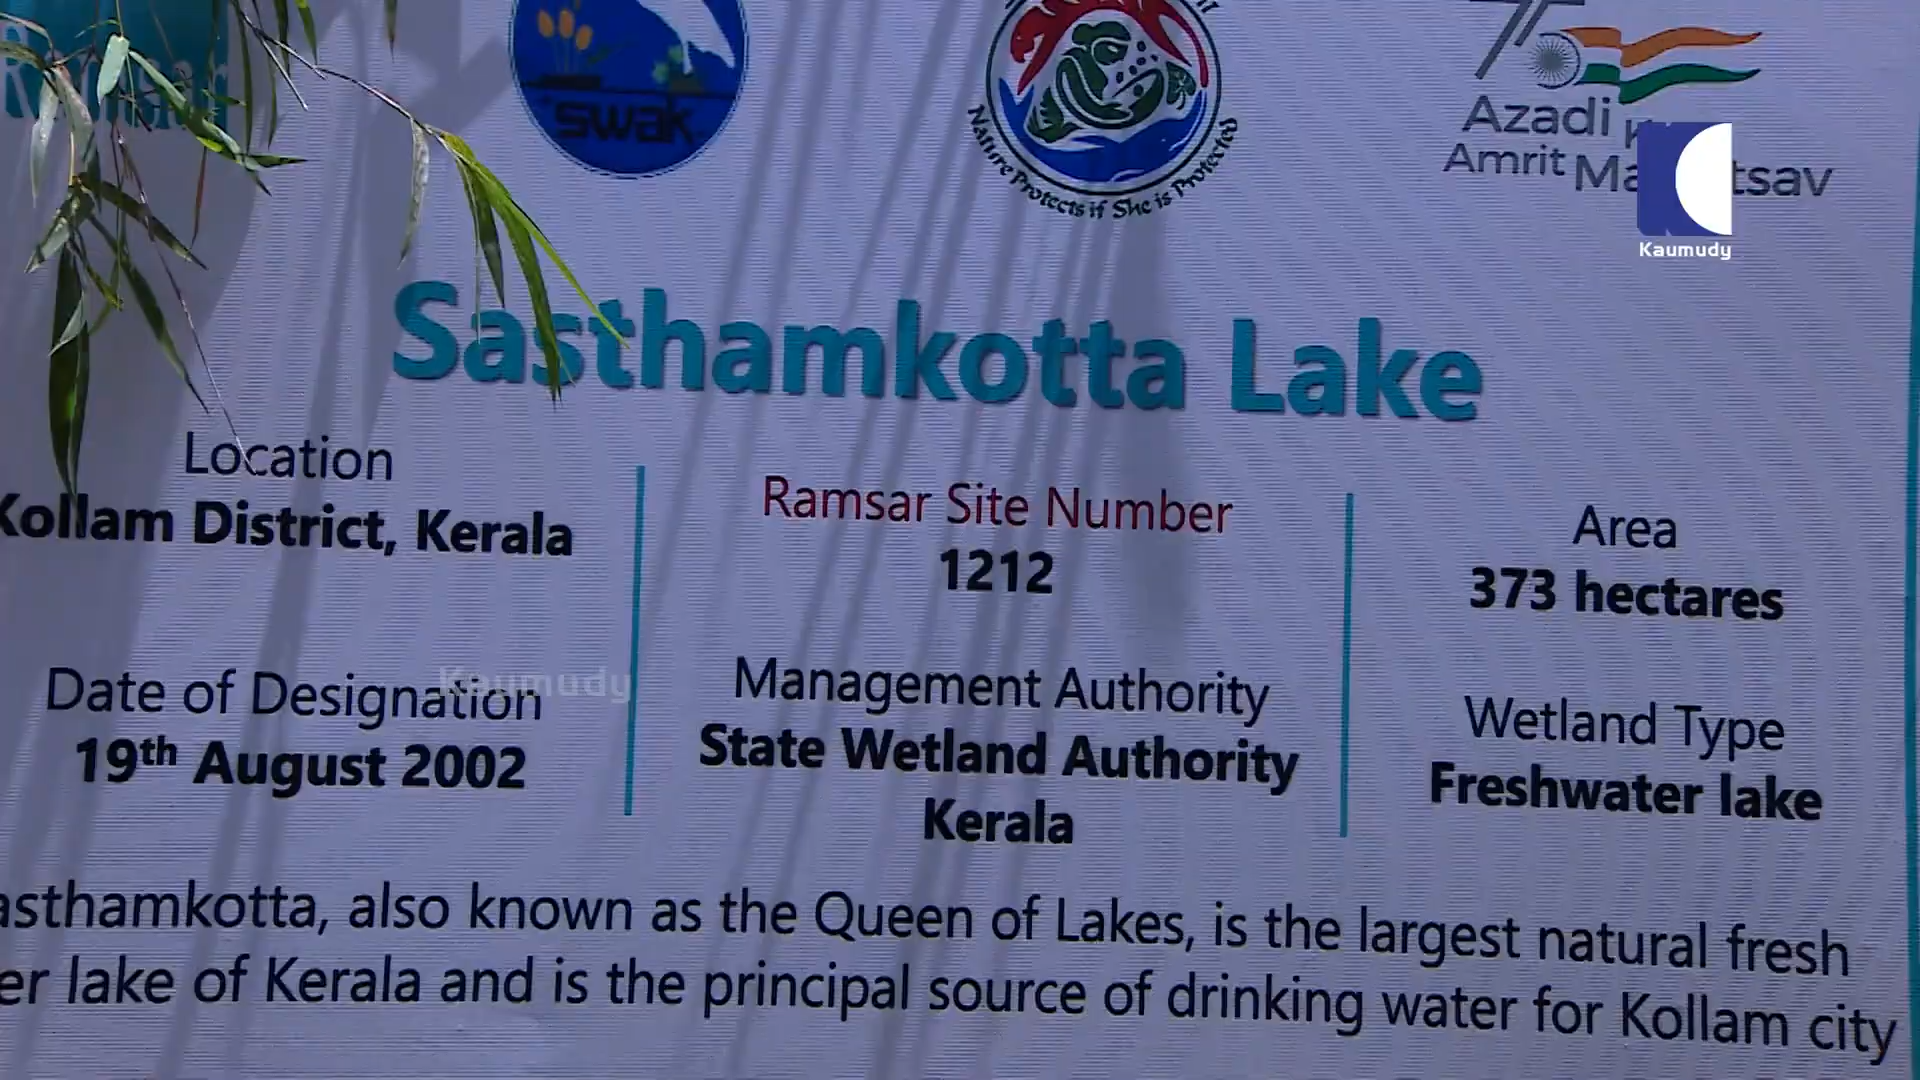 Ramsar
swak
Nature Protects if She is Protected
Azadi
Amrit
Kaumudy
Sasthamkotta Lake
Location
Kollam District, Kerala
Ramsar Site Number
1212
Area
373 hectares
Date of Designation
19th August 2002
Kaumudy
Management Authority
State Wetland Authority
Kerala
Wetland Type
Freshwater lake
asthamkotta, also known as the Queen of Lakes, is the largest natural fresh
er lake of Kerala and is the principal source of drinking water for Kollam city